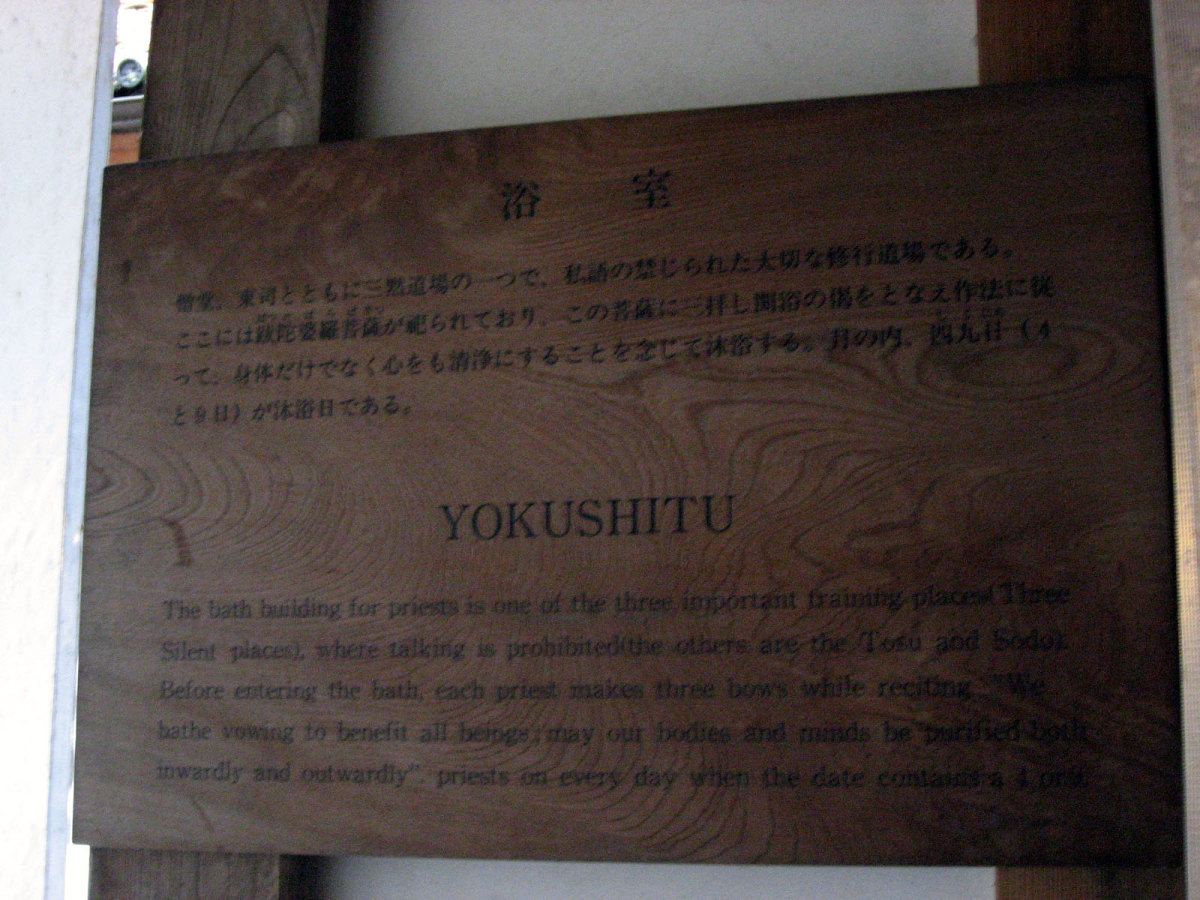 浴室
僧堂、東司とともに三黙道場の一つで、私語の禁じられた大切な修行道場である。
ここには跋陀婆羅菩薩が祀られており、この菩薩に三拝し開浴の偈をとなえ作法に従
って、身体だけでなく心をも清浄にすることを念じて沐浴する。月の内、四九日（4
と9日）が沐浴日である。
YOKUSHITU
The bath building for priests is one of the three important training places(Three
Silent places), where talking is prohibited(the others are the Tosu and Sodo).
Before entering the bath, each priest makes three bows while reciting "We
bathe vowing to benefit all beings; may our bodies and minds be purified both
inwardly and outwardly". priests on every day when the date contains a 4 or 9.